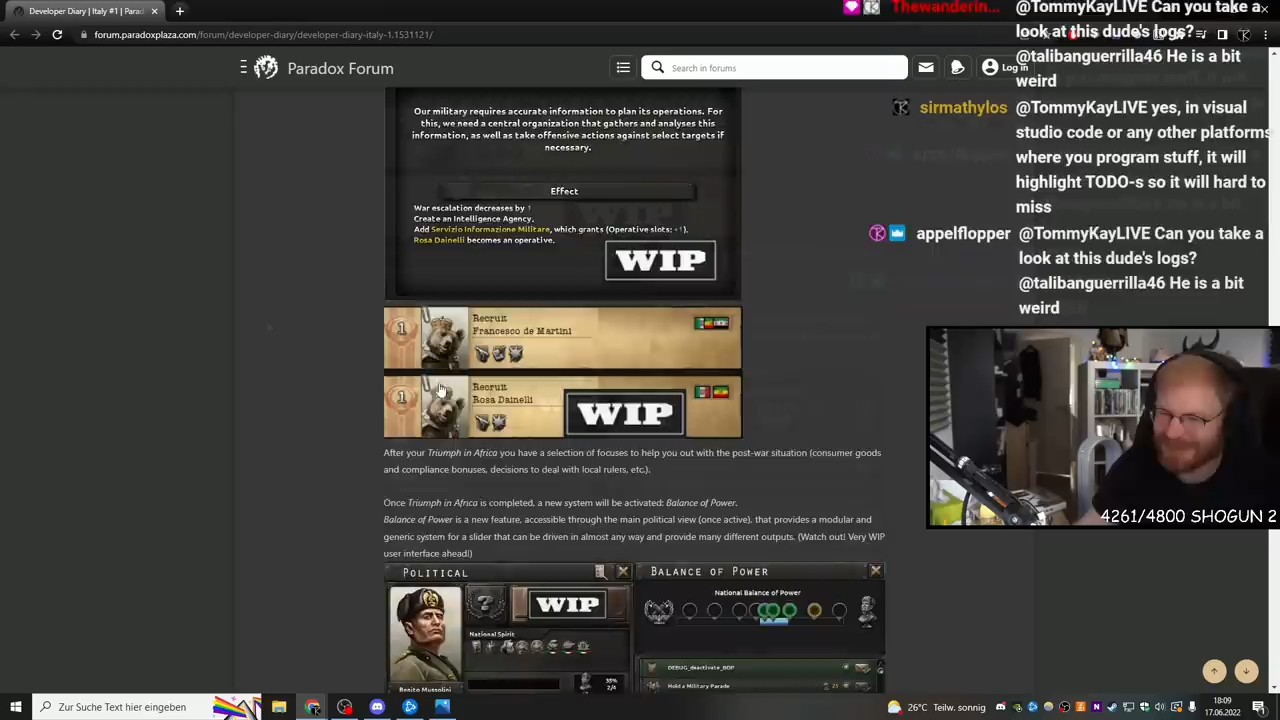 Developer Diary | Italy #1 | Parad
forum.paradoxplaza.com/forum/developer-diary/developer-diary-italy-1.1531121/
Paradox Forum
Search in forums
Log in
Our military requires accurate information to plan its operations. For
this, we need a central organization that gathers and analyses this
information, as well as take offensive actions against select targets if
necessary.
Effect
War escalation decreases by 1
Create an Intelligence Agency.
Add Servizio Informazione Militare, which grants (Operative slots: +1).
Rosa Dainelli becomes an operative.
WIP
1
Recruit
Francesco de Martini
1
Recruit
Rosa Dainelli
WIP
After your Triumph in Africa you have a selection of focuses to help you out with the post-war situation (consumer goods
and compliance bonuses, decisions to deal with local rulers, etc.).
Once Triumph in Africa is completed, a new system will be activated: Balance of Power.
Balance of Power is a new feature, accessible through the main political view (once active), that provides a modular and
generic system for a slider that can be driven in almost any way and provide many different outputs. (Watch out! Very WIP
user interface ahead!)
POLITICAL
?
WIP
National Spirit
35%
2/6
Benito Mussolini
BALANCE OF POWER
National Balance of Power
DEBUG_deactivate_BOP
Hold a Military Parade
25
Thewanderin...
@TommyKayLIVE Can you take a
look at this dude's logs?
@talibanguerrilla46 He is a bit
weird
sirmathylos @TommyKayLIVE yes, in visual
studio code or any other platforms
where you program stuff, it will
highlight TODO-s so it will hard to
miss
appelflopper @TommyKayLIVE Can you take a
look at this dude's logs?
@talibanguerrilla46 He is a bit
weird
4261/4800 SHOGUN 2
Zur Suche Text hier eingeben
26°C Teilw. sonnig
18:09
17.06.2022